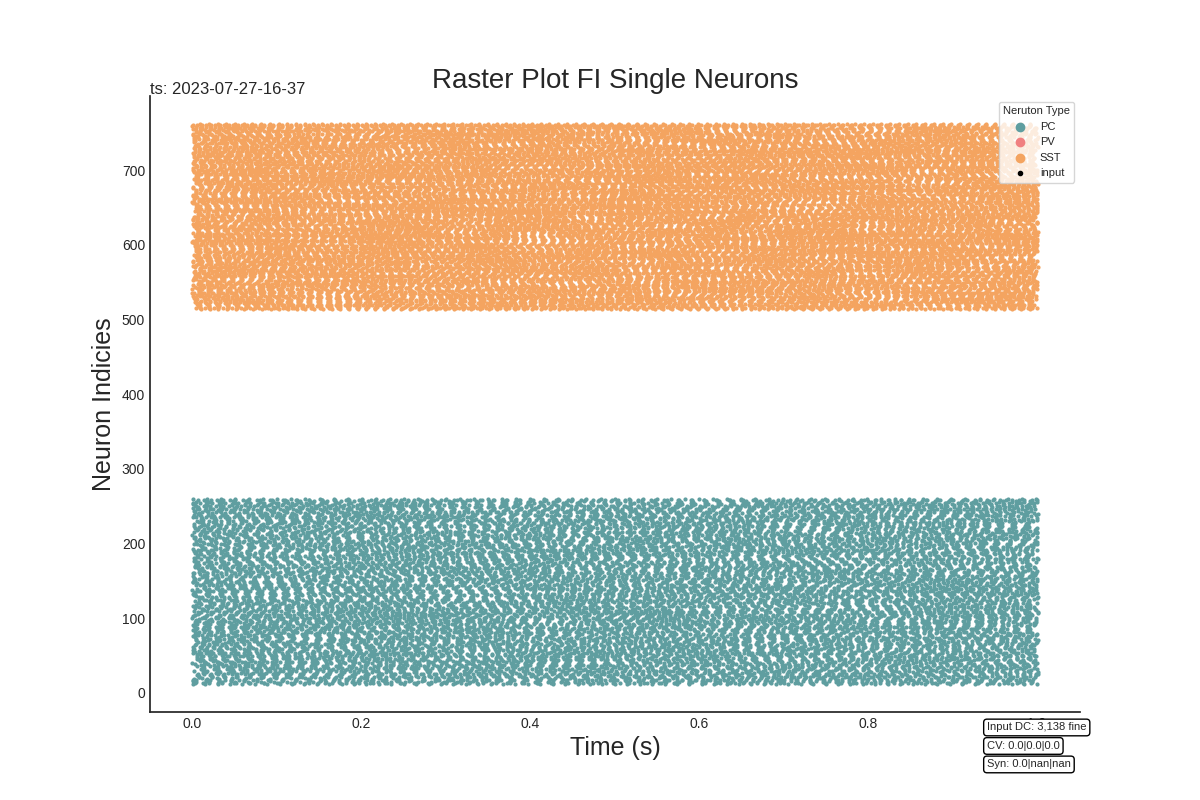 Raster Plot FI Single Neurons
ts: 2023-07-27-16-37
Neruton Type
PC
PV
SST
input
700
600
500
400
300
200
100
0
Neuron Indicies
0.0 0.2 0.4 0.6 0.8
Time (s)
Input DC: 3,138 fine
CV: 0.0|0.0|0.0
Syn: 0.0|nan|nan